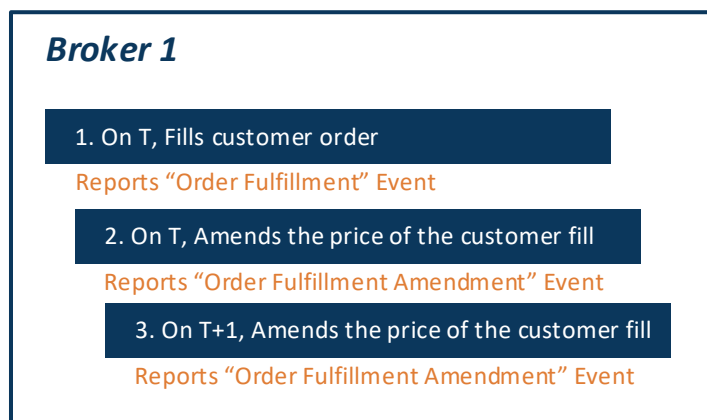 Broker 1
1. On T, Fills customer order
Reports “Order Fulfillment” Event
2. On T, Amends the price of the customer fill
Reports “Order Fulfillment Amendment” Event
3. On T+1, Amends the price of the customer fill
Reports “Order Fulfillment Amendment” Event